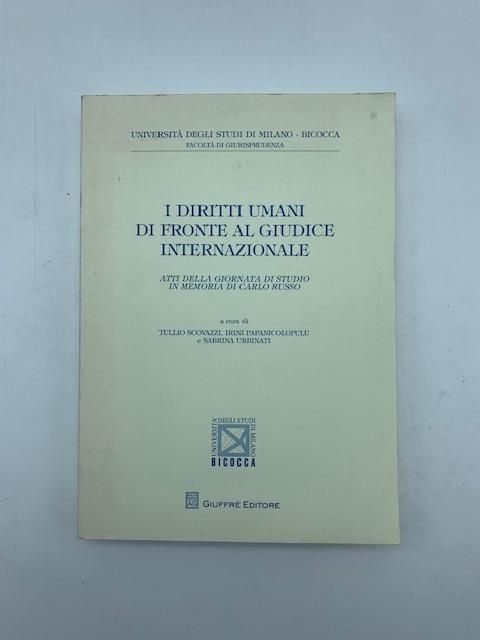 UNIVERSITÀ DEGLI STUDI DI MILANO - BICOCCA
FACOLTÀ DI GIURISPRUDENZA
I DIRITTI UMANI
DI FRONTE AL GIUDICE
INTERNAZIONALE
ATTI DELLA GIORNATA DI STUDIO
IN MEMORIA DI CARLO RUSSO
a cura di
TULLIO SCOVAZZI, IRINI PAPANICOLOPULU
e SABRINA URBINATI
UNIVERSITA'
DEGLI STUDI
DI MILANO
BICOCCA
AG
GIUFFRÈ EDITORE